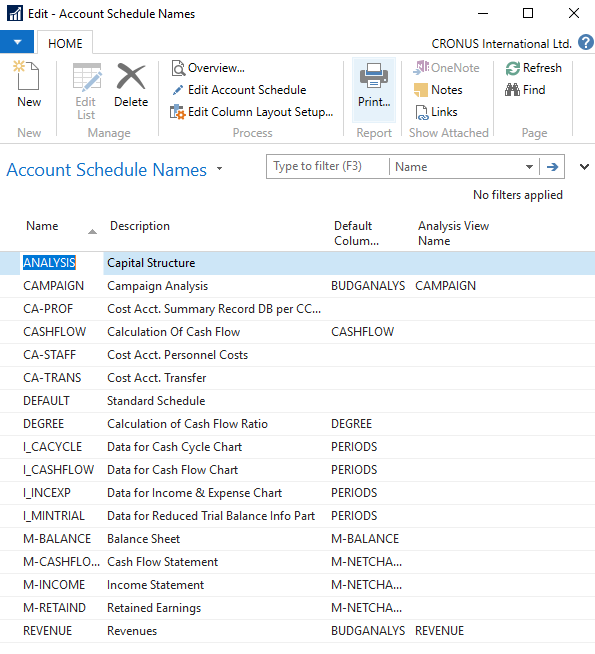 Edit - Account Schedule Names
HOME
CRONUS International Ltd.
?
New
Edit
List
Delete
Overview...
Edit Account Schedule
Edit Column Layout Setup...
Print...
OneNote
Notes
Links
Refresh
Find
New
Manage
Process
Report
Show Attached
Page
Account Schedule Names
Type to filter (F3)
Name
No filters applied
Name
Description
Default
Colum...
Analysis View
Name
ANALYSIS Capital Structure
CAMPAIGN Campaign Analysis BUDGANALYS CAMPAIGN
CA-PROF Cost Acct. Summary Record DB per CC...
CASHFLOW Calculation Of Cash Flow CASHFLOW
CA-STAFF Cost Acct. Personnel Costs
CA-TRANS Cost Acct. Transfer
DEFAULT Standard Schedule
DEGREE Calculation of Cash Flow Ratio DEGREE
I_CACYCLE Data for Cash Cycle Chart PERIODS
I_CASHFLOW Data for Cash Flow Chart PERIODS
I_INCEXP Data for Income & Expense Chart PERIODS
I_MINTRIAL Data for Reduced Trial Balance Info Part PERIODS
M-BALANCE Balance Sheet M-BALANCE
M-CASHFLO... Cash Flow Statement M-NETCHA...
M-INCOME Income Statement M-NETCHA...
M-RETAIND Retained Earnings M-NETCHA...
REVENUE Revenues BUDGANALYS REVENUE